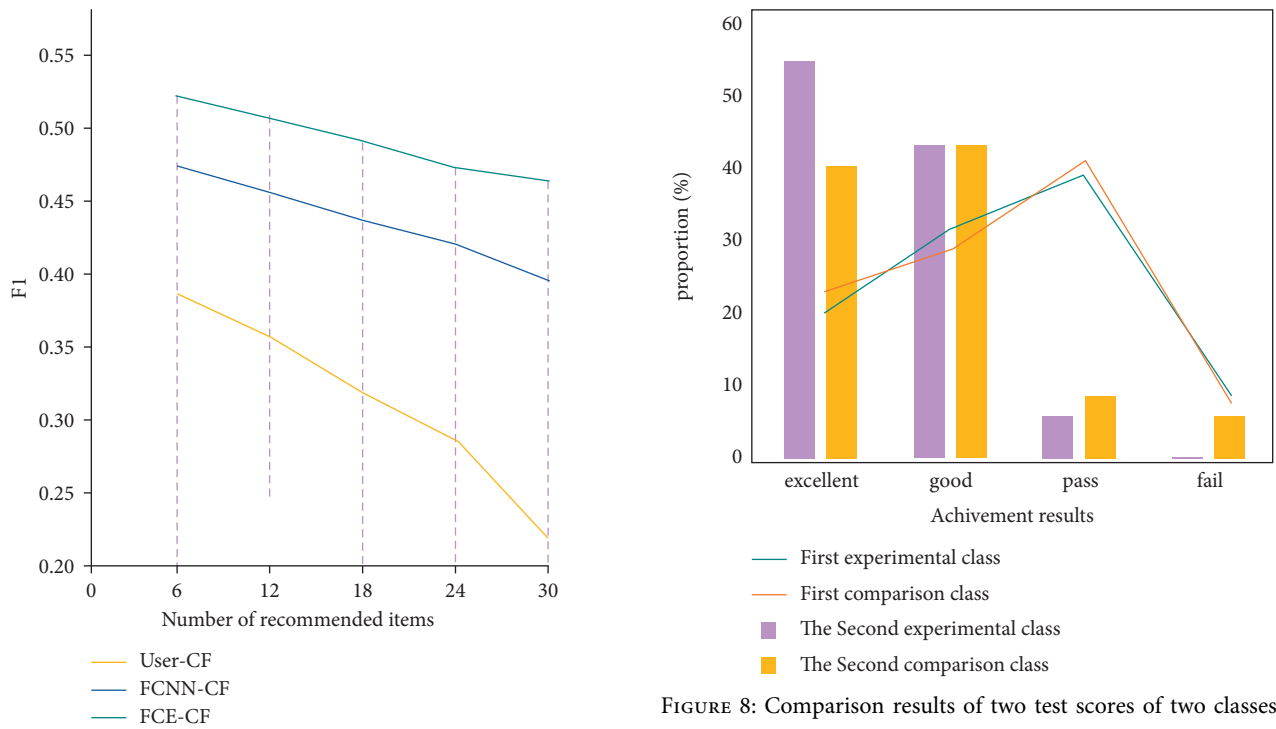 0.55
0.50
0.45
0.40
0.35
0.30
0.25
0.20
F1
0 6 12 18 24 30
Number of recommended items
User-CF
FCNN-CF
FCE-CF
60
50
40
30
20
10
0
proportion (%)
excellent good pass fail
Achivement results
First experimental class
First comparison class
The Second experimental class
The Second comparison class
FIGURE 8: Comparison results of two test scores of two classes